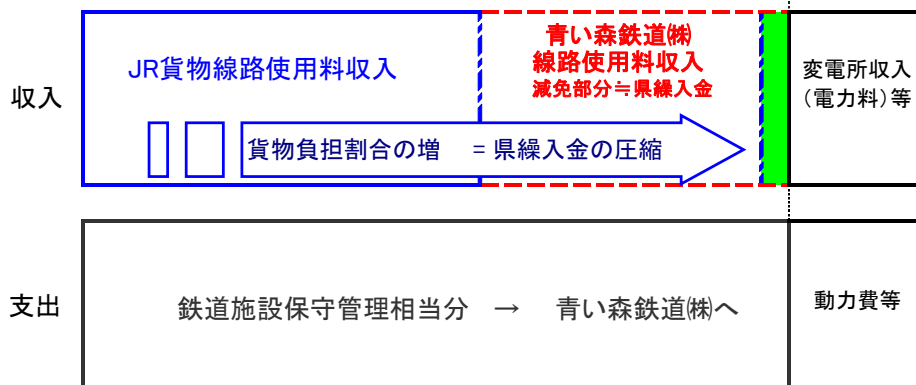 収入
JR貨物線路使用料収入
青い森鉄道㈱
線路使用料収入
減免部分≒県繰入金
変電所収入
(電力料)等
貨物負担割合の増 =県繰入金の圧縮
支出
鉄道施設保守管理相当分 → 青い森鉄道㈱へ
動力費等